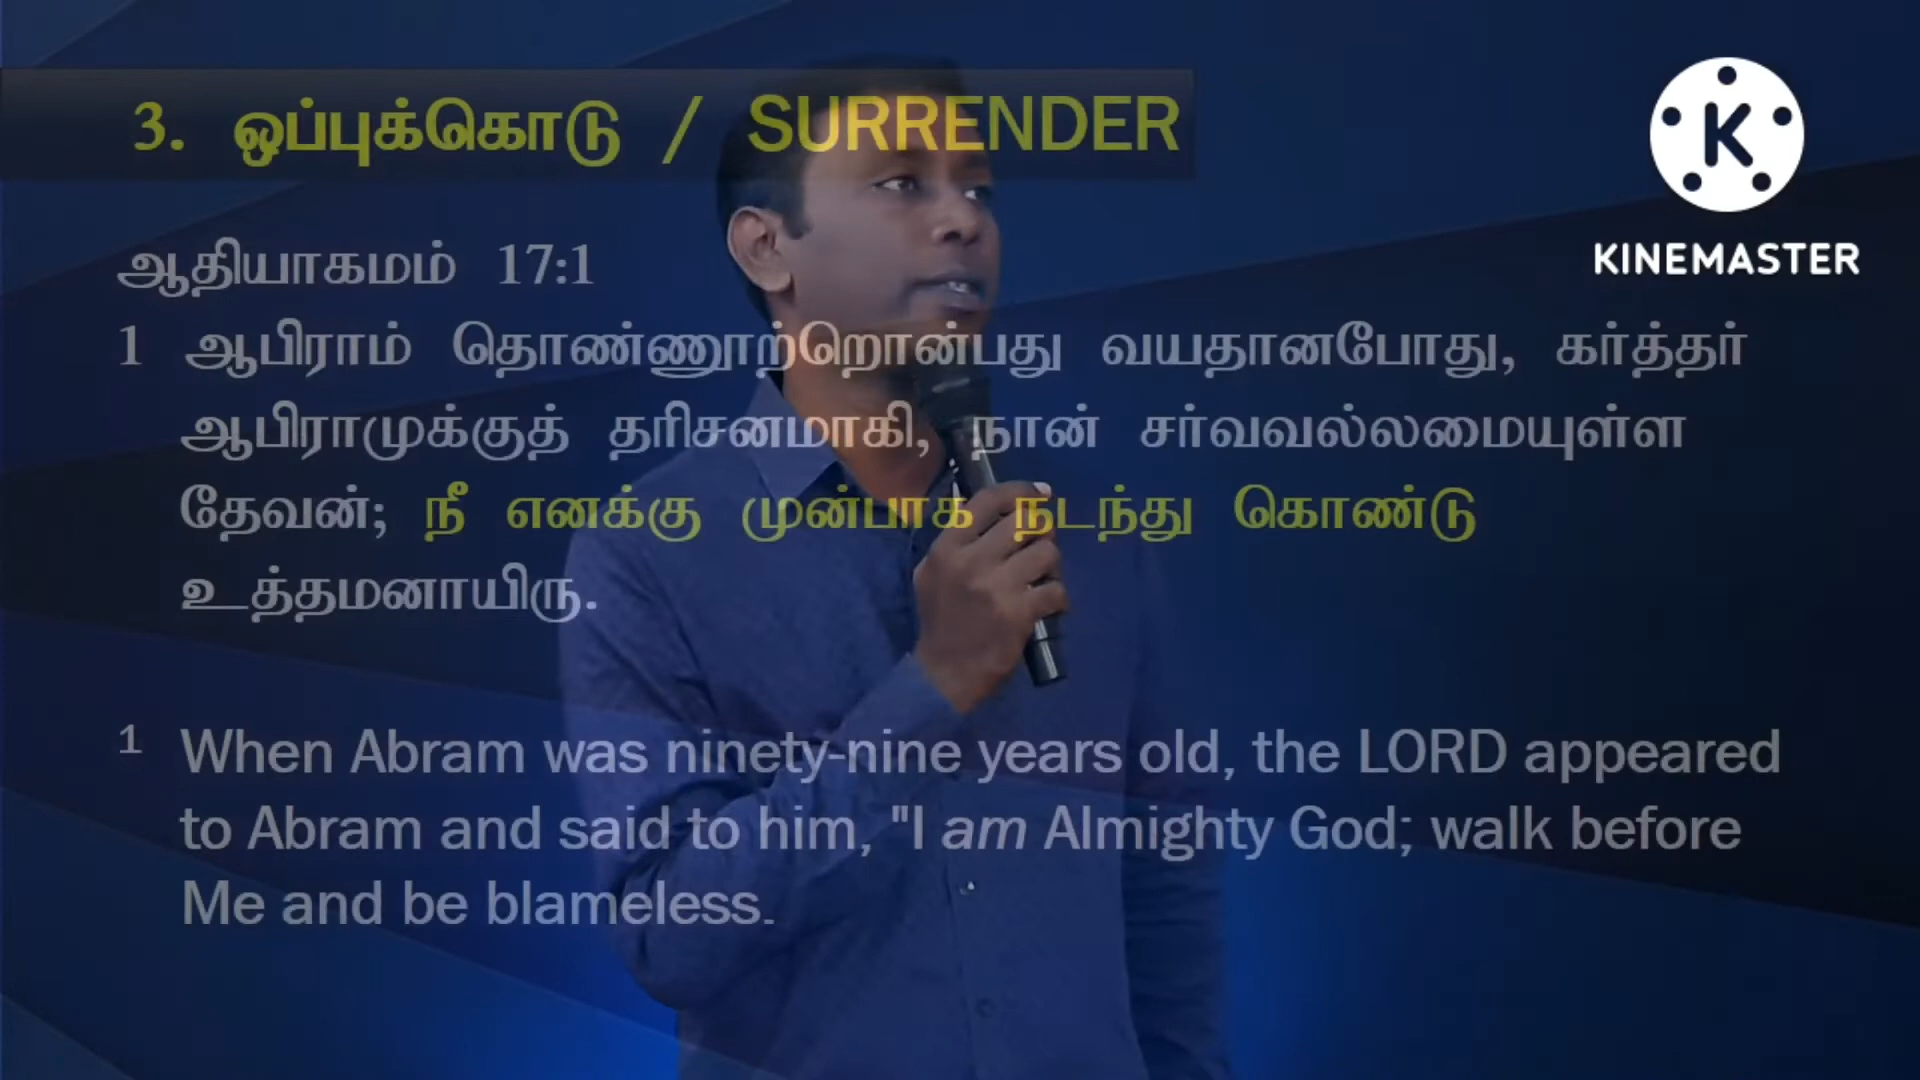 3. ஒப்புக்கொடு / SURRENDER
K
KINEMASTER
ஆதியாகமம் 17:1
1 ஆபிராம் தொண்ணூற்றொன்பது வயதானபோது, கர்த்தர்
ஆபிராமுக்குத் தரிசனமாகி, நான் சர்வவல்லமையுள்ள
தேவன்; நீ எனக்கு முன்பாக நடந்து கொண்டு
உத்தமனாயிரு.
1 When Abram was ninety-nine years old, the LORD appeared
to Abram and said to him, "I am Almighty God; walk before
Me and be blameless.